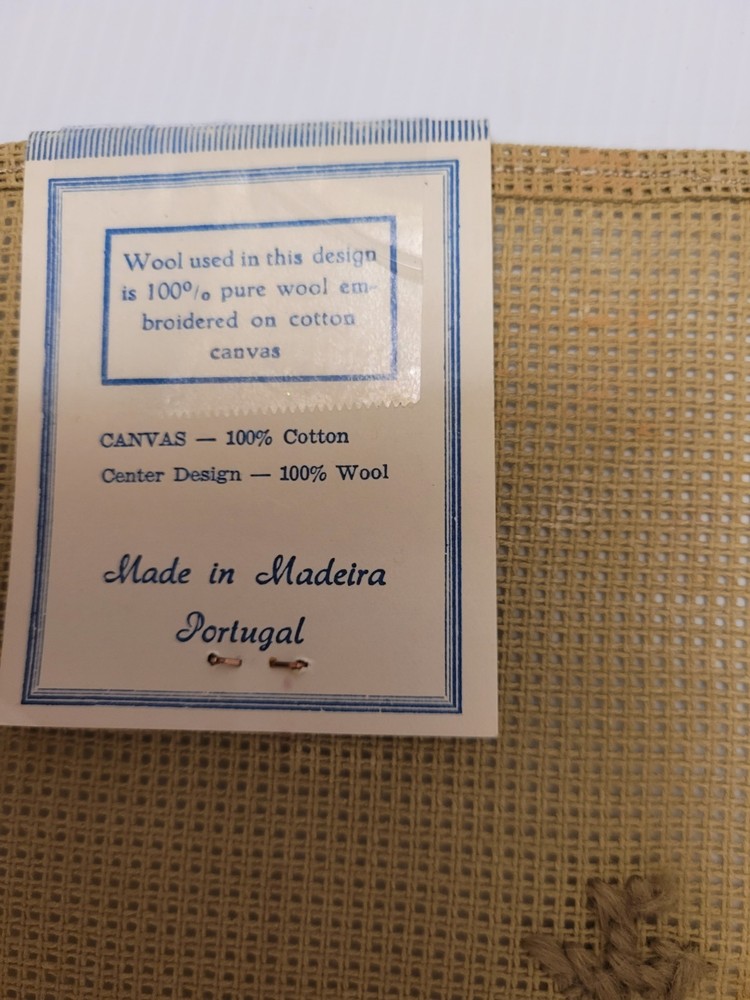 Wool used in this design
is 100% pure wool em-
broidered on cotton
canvas
CANVAS — 100% Cotton
Center Design — 100% Wool
Made in Madeira
Portugal